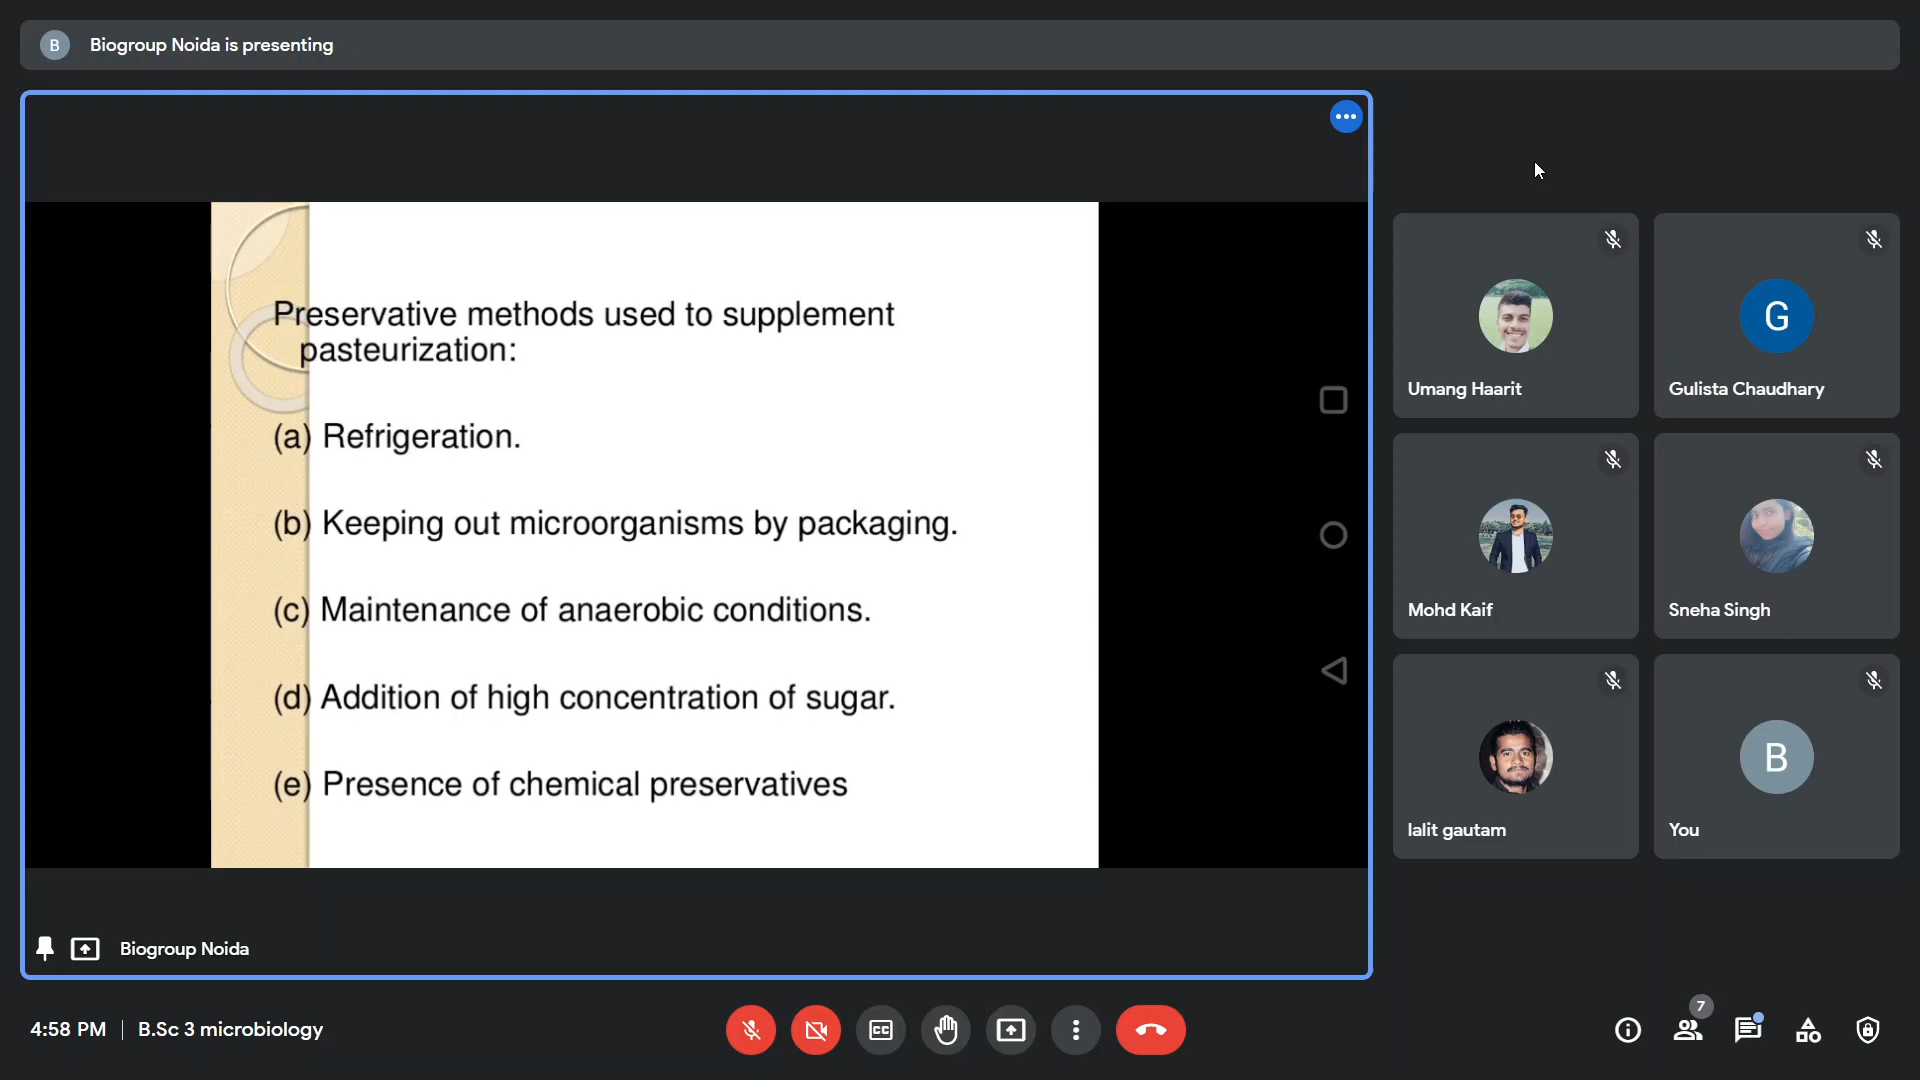 B
Biogroup Noida is presenting
Preservative methods used to supplement
pasteurization:
(a) Refrigeration.
(b) Keeping out microorganisms by packaging.
(c) Maintenance of anaerobic conditions.
(d) Addition of high concentration of sugar.
(e) Presence of chemical preservatives
Biogroup Noida
Umang Haarit
G
Gulista Chaudhary
Mohd Kaif
Sneha Singh
lalit gautam
B
You
4:58 PM | B.Sc 3 microbiology
CC
7